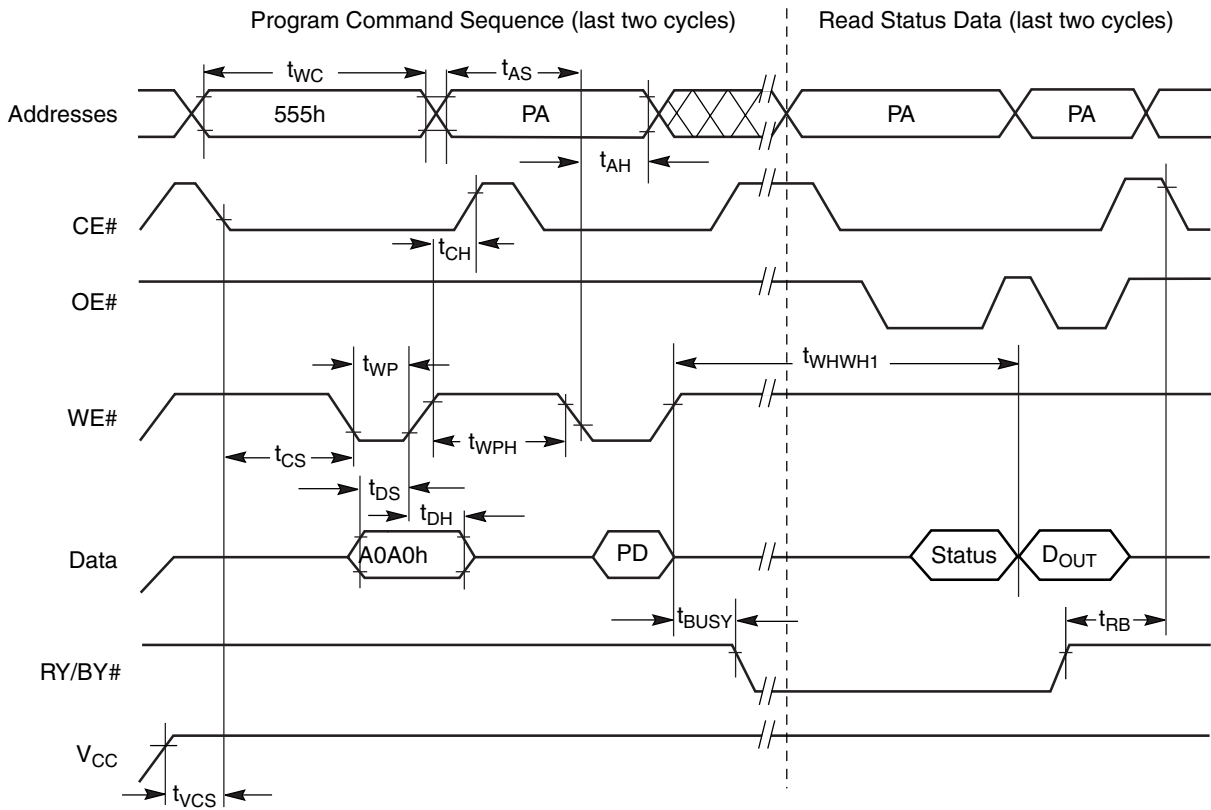 Program Command Sequence (last two cycles)
Read Status Data (last two cycles)
tWC
tAS
Addresses
555h
PA
PA
PA
tAH
CE#
tCH
OE#
tWP
tWHWH1
WE#
tCS
tWPH
tDS
tDH
Data
A0A0h
PD
Status
DOUT
tBUSY
tRB
RY/BY#
VCC
tVCS